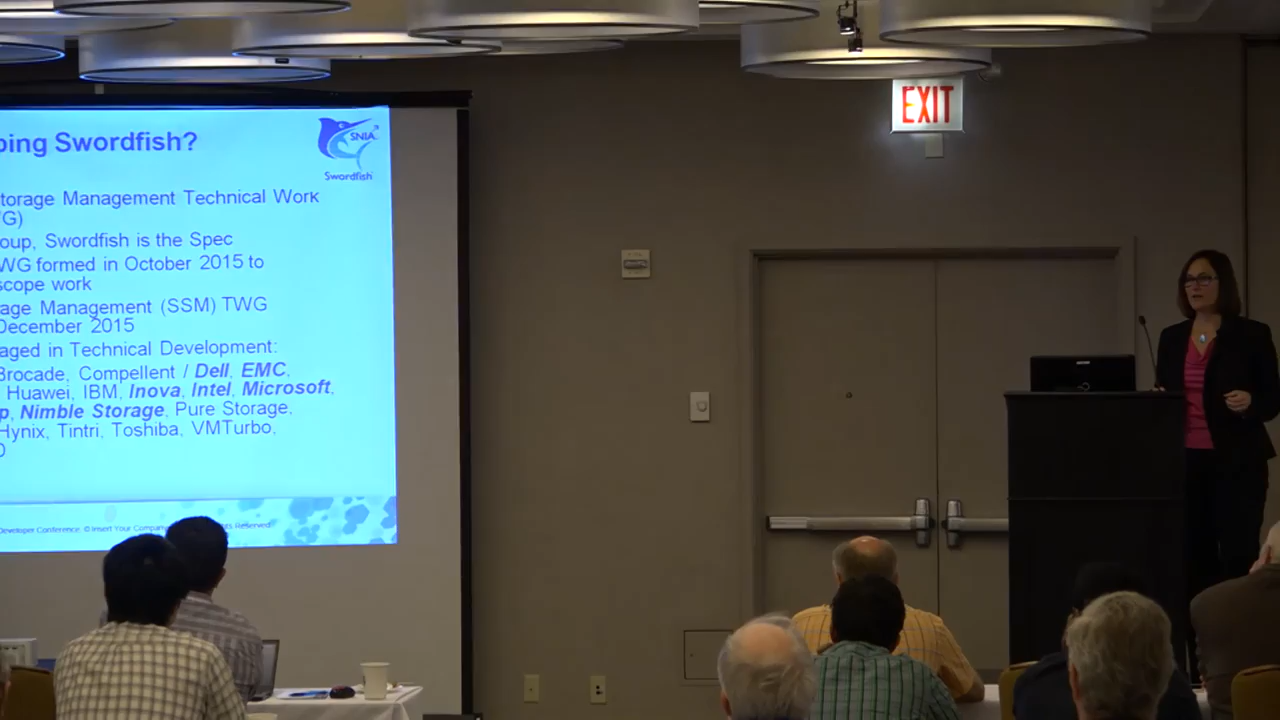 ping Swordfish?
SNIA
Swordfish
torage Management Technical Work
G)
oup, Swordfish is the Spec
WG formed in October 2015 to
scope work
age Management (SSM) TWG
December 2015
aged in Technical Development:
Brocade, Compellent / Dell, EMC,
Huawei, IBM, Inova, Intel, Microsoft,
p, Nimble Storage, Pure Storage,
Hynix, Tintri, Toshiba, VMTurbo,
Developer Conference. © Insert Your Company Reserved
EXIT